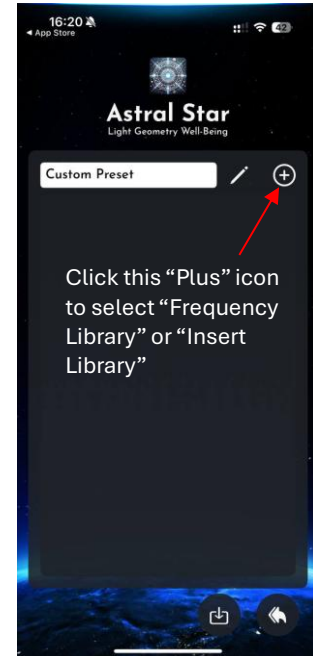 16:20
◀ App Store
42
Astral Star
Light Geometry Well-Being
Custom Preset
Click this “Plus” icon
to select “Frequency
Library” or “Insert
Library”